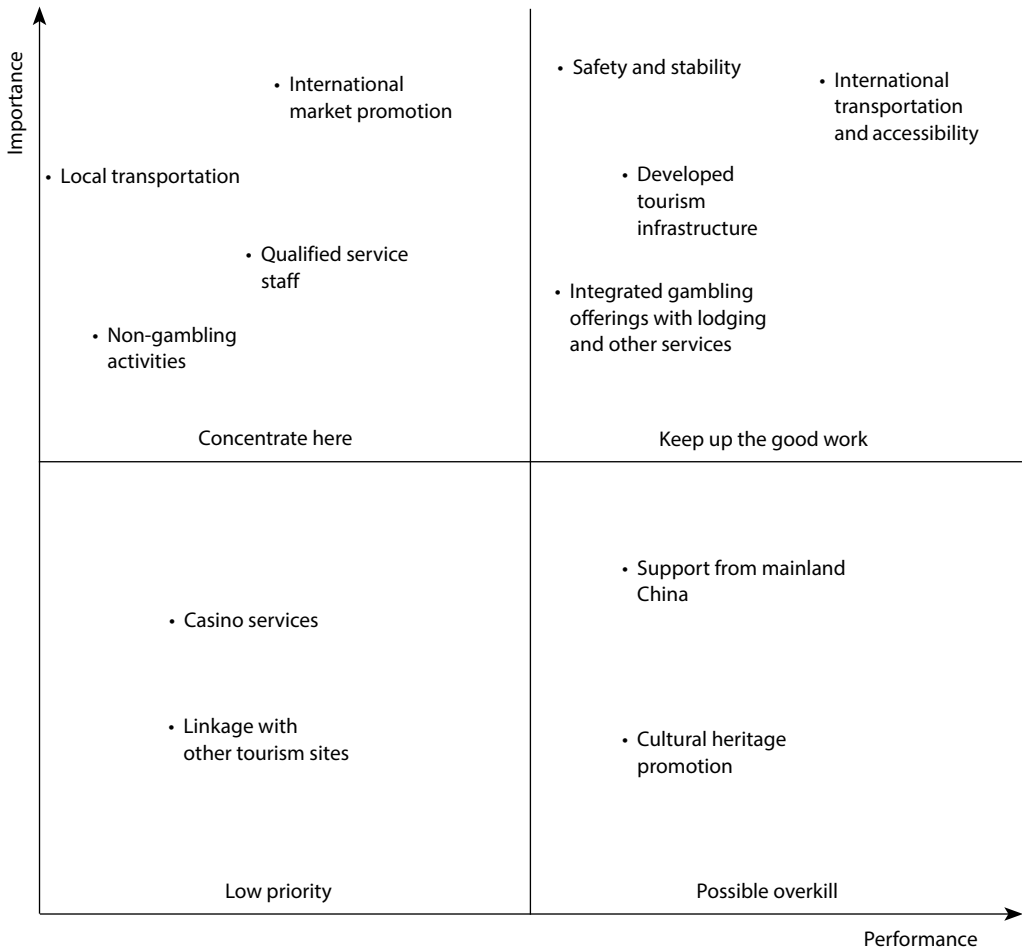 Importance
• International
market promotion
• Safety and stability
• International
transportation
and accessibility
• Local transportation
• Developed
tourism
infrastructure
• Qualified service
staff
• Integrated gambling
offerings with lodging
and other services
• Non-gambling
activities
Concentrate here
Keep up the good work
• Casino services
• Support from mainland
China
• Linkage with
other tourism sites
• Cultural heritage
promotion
Low priority
Possible overkill
Performance